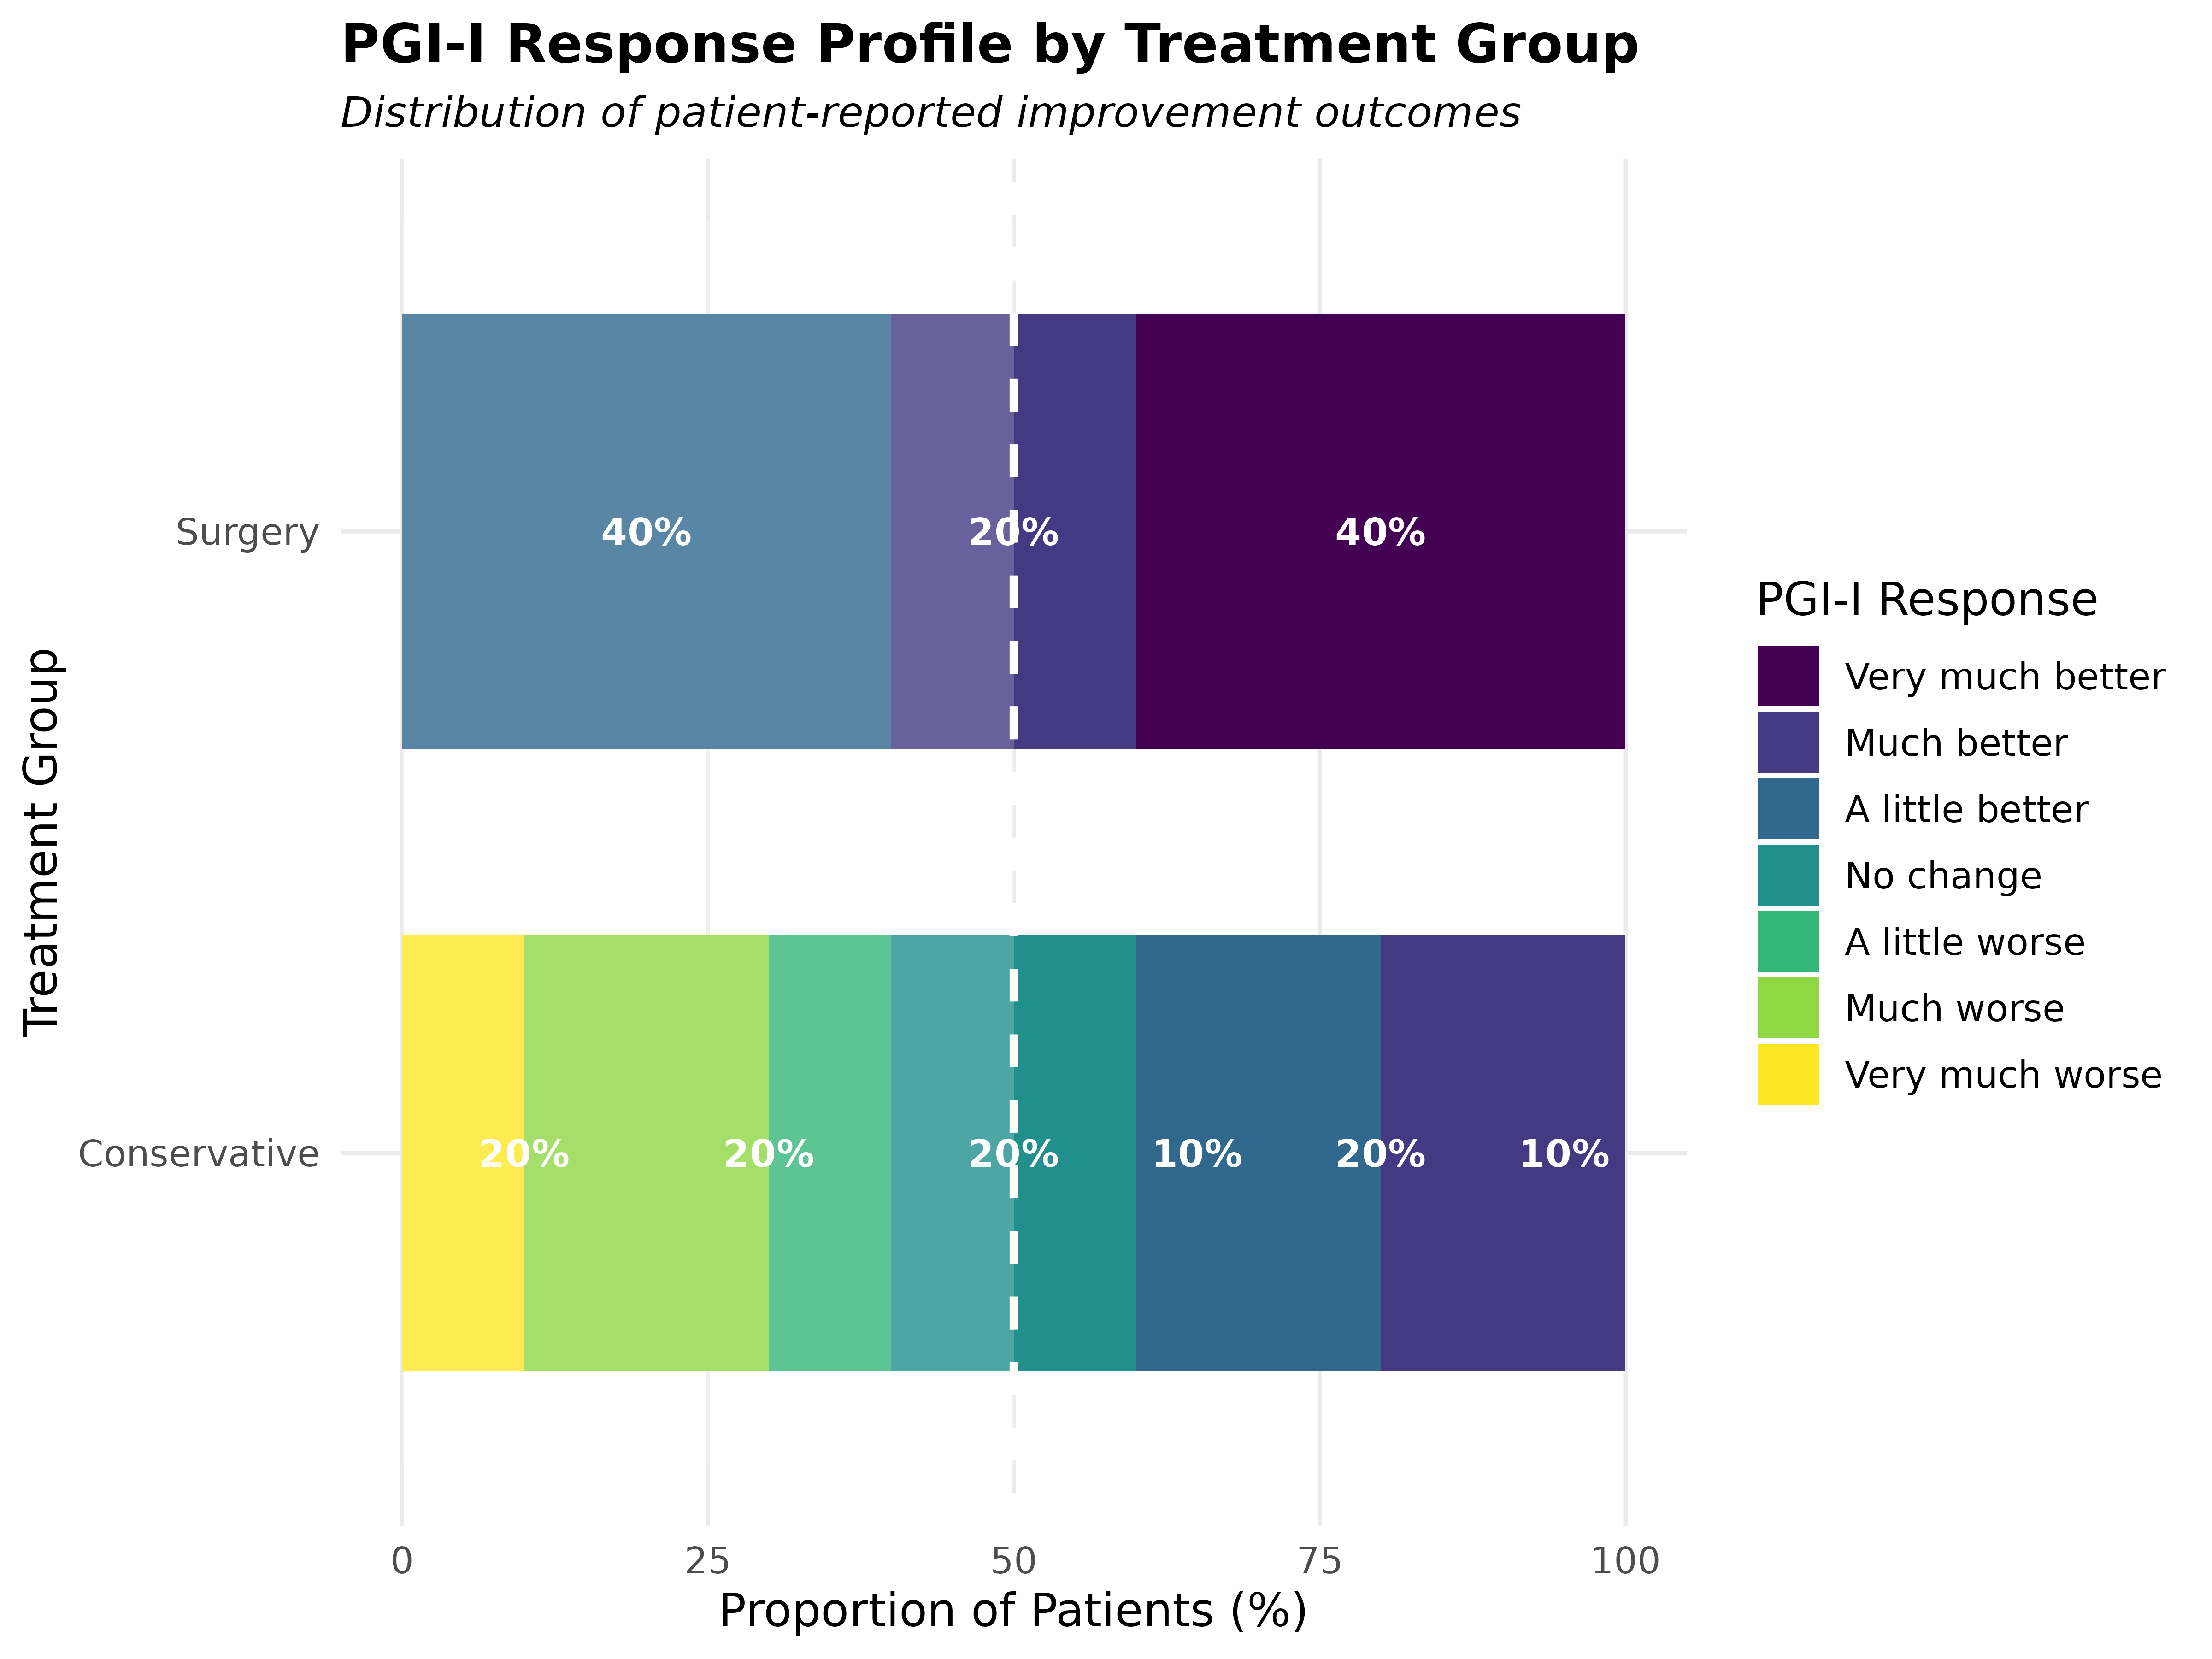 PGI-I Response Profile by Treatment Group
Distribution of patient-reported improvement outcomes
Treatment Group
Surgery
40%
20%
40%
Conservative
20%
20%
20%
10%
20%
10%
0
25
50
75
100
Proportion of Patients (%)
PGI-I Response
Very much better
Much better
A little better
No change
A little worse
Much worse
Very much worse